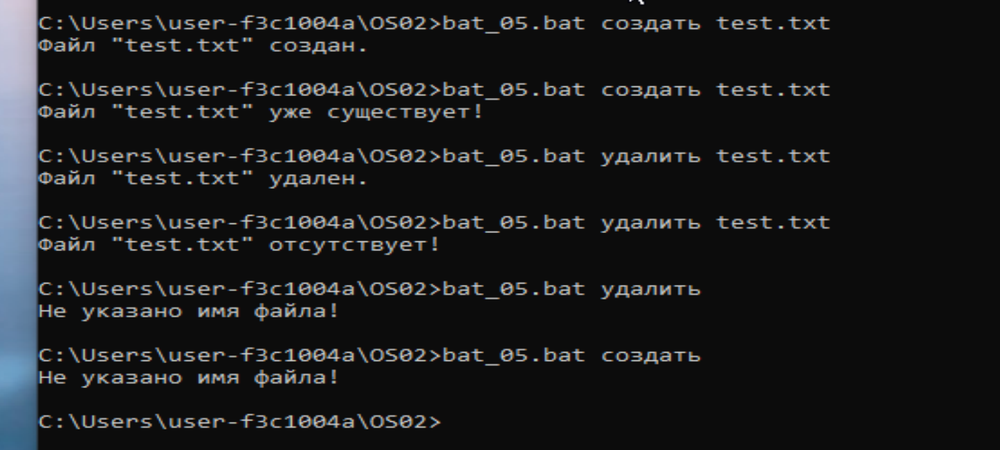 C:\Users\user-f3c1004a\OS02>bat_05.bat создать test.txt
Файл "test.txt" создан.
C:\Users\user-f3c1004a\OS02>bat_05.bat создать test.txt
Файл "test.txt" уже существует!
C:\Users\user-f3c1004a\OS02>bat_05.bat удалить test.txt
Файл "test.txt" удален.
C:\Users\user-f3c1004a\OS02>bat_05.bat удалить test.txt
Файл "test.txt" отсутствует!
C:\Users\user-f3c1004a\OS02>bat_05.bat удалить
Не указано имя файла!
C:\Users\user-f3c1004a\OS02>bat_05.bat создать
Не указано имя файла!
C:\Users\user-f3c1004a\OS02>